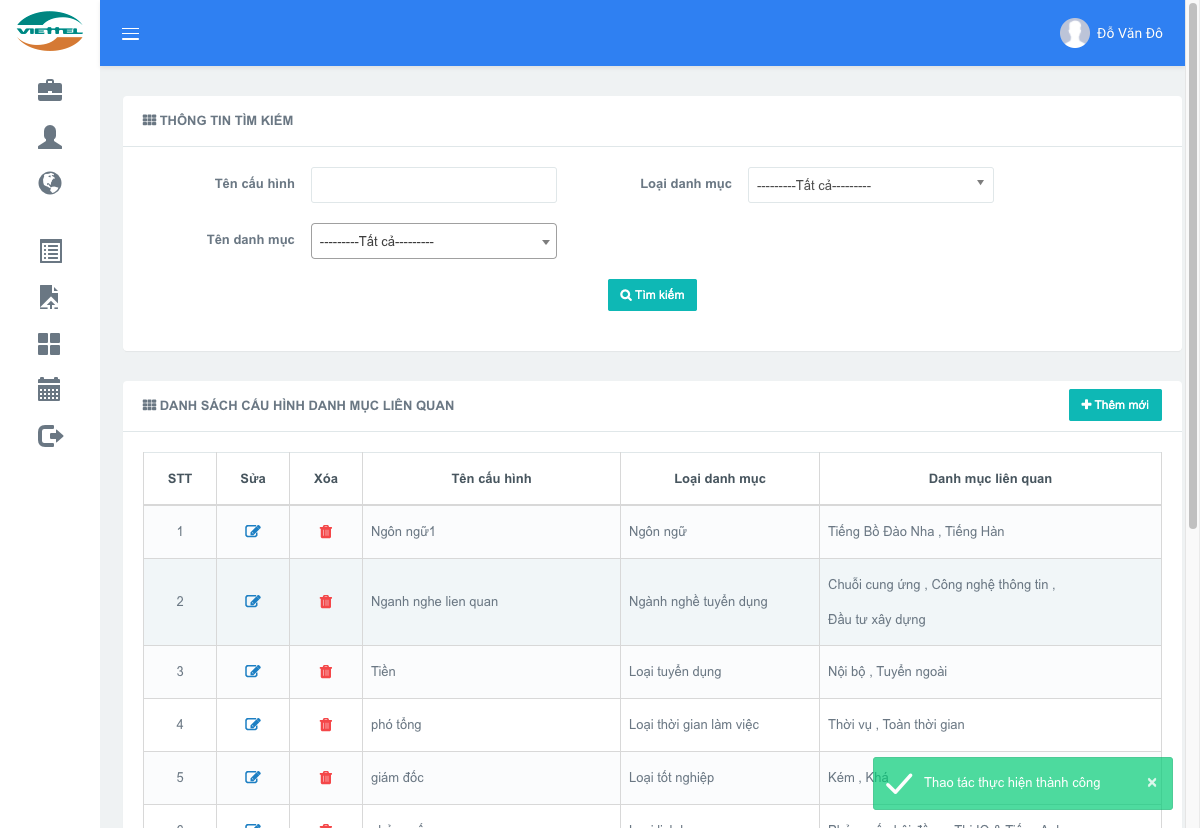 VIETTEL
Đỗ Văn Đô
THÔNG TIN TÌM KIẾM
Tên cấu hình
Loại danh mục
---------Tất cả---------
Tên danh mục
---------Tất cả---------
Tìm kiếm
DANH SÁCH CẤU HÌNH DANH MỤC LIÊN QUAN
Thêm mới
STT Sửa Xóa Tên cấu hình Loại danh mục Danh mục liên quan
1 Ngôn ngữ1 Ngôn ngữ Tiếng Bồ Đào Nha , Tiếng Hàn
2 Nganh nghe lien quan Ngành nghề tuyển dụng Chuỗi cung ứng , Công nghệ thông tin ,
Đầu tư xây dựng
3 Tiền Loại tuyển dụng Nội bộ , Tuyển ngoài
4 phó tổng Loại thời gian làm việc Thời vụ , Toàn thời gian
5 giám đốc Loại tốt nghiệp Kém , Khá
Thao tác thực hiện thành công ×